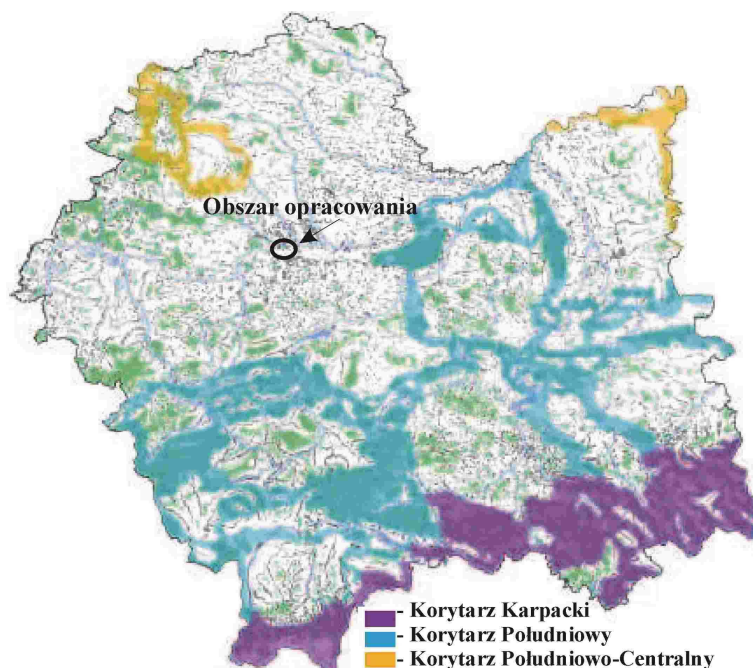 Obszar opracowania
- Korytarz Karpacki
- Korytarz Południowy
- Korytarz Południowo-Centralny